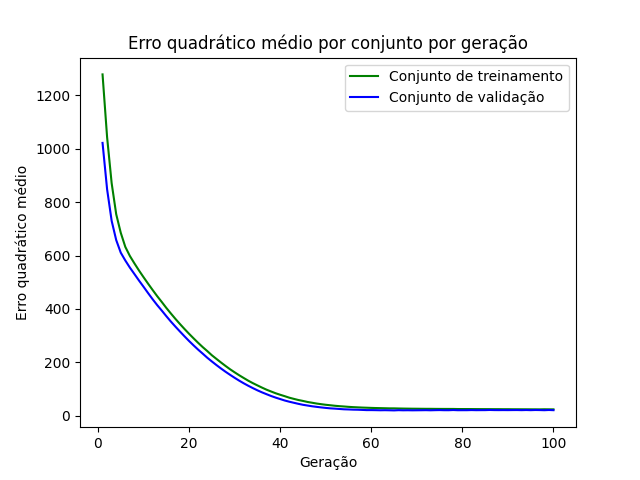 Erro quadrático médio por conjunto por geração
Conjunto de treinamento
Conjunto de validação
Erro quadrático médio
1200
1000
800
600
400
200
0
0 20 40 60 80 100
Geração